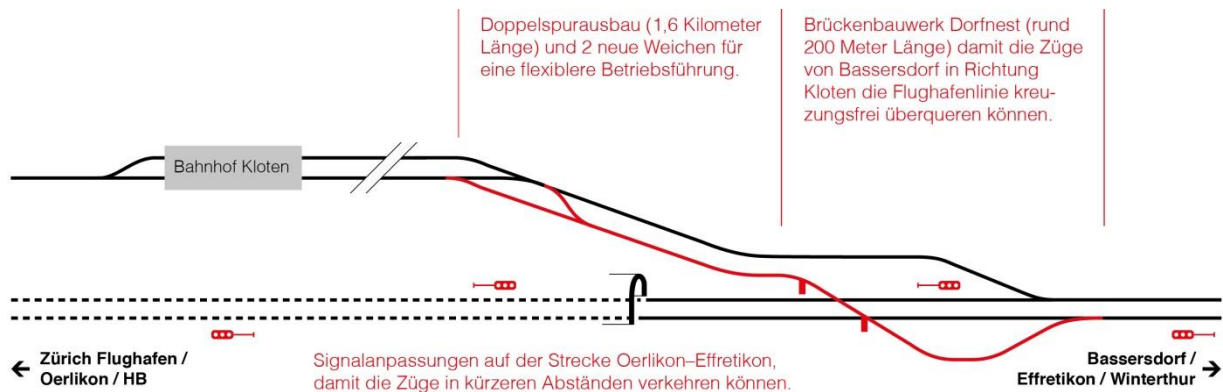 Doppelspurausbau (1,6 Kilometer
Länge) und 2 neue Weichen für
eine flexiblere Betriebsführung.
Brückenbauwerk Dorfnest (rund
200 Meter Länge) damit die Züge
von Bassersdorf in Richtung
Kloten die Flughafenlinie kreu-
zungsfrei überqueren können.
Bahnhof Kloten
← Zürich Flughafen /
Oerlikon / HB
Signalanpassungen auf der Strecke Oerlikon–Effretikon,
damit die Züge in kürzeren Abständen verkehren können.
Bassersdorf / →
Effretikon / Winterthur